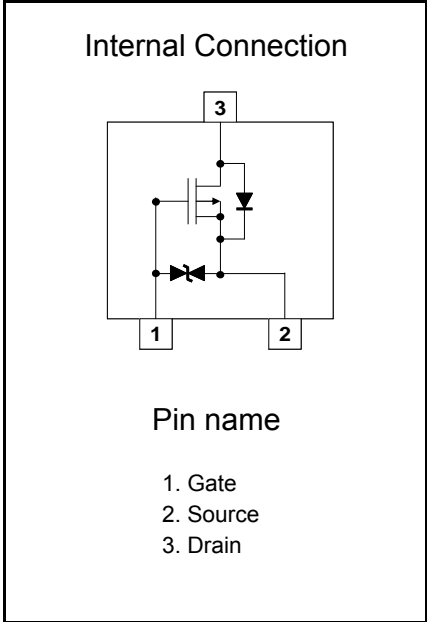 Internal Connection
3
1
2
Pin name
1. Gate
2. Source
3. Drain